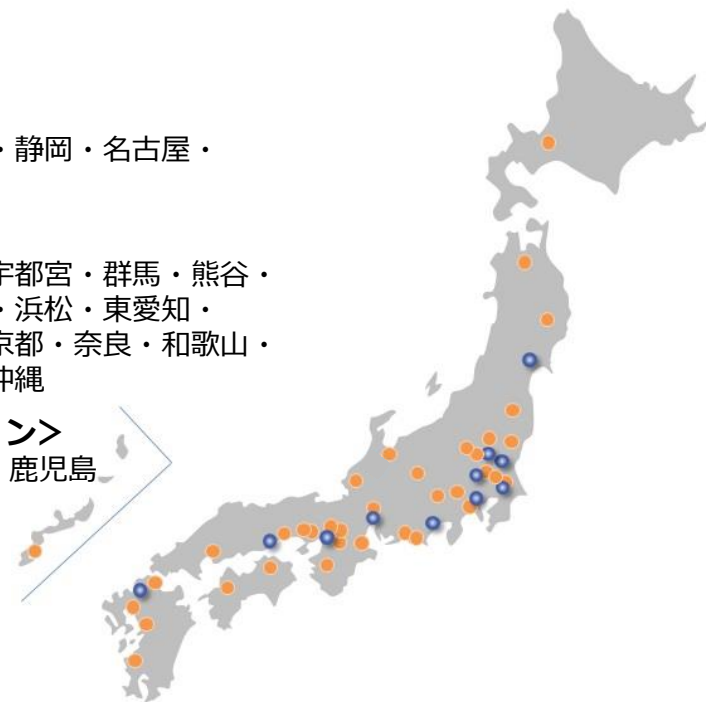 ・静岡・名古屋・
宇都宮・群馬・熊谷・
・浜松・東愛知・
京都・奈良・和歌山・
沖縄
ン>
鹿児島